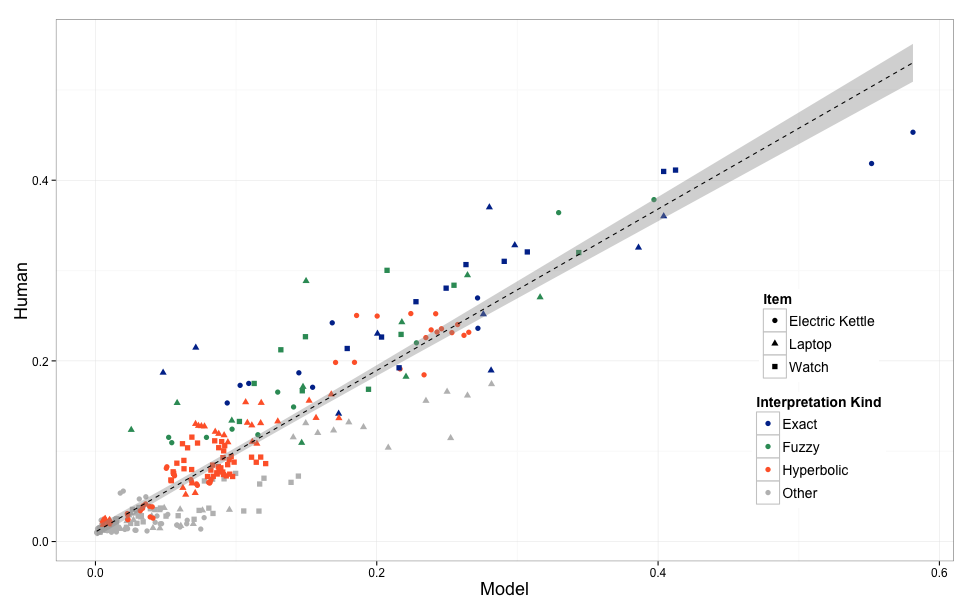 Human
0.4
0.2
0.0
0.0
0.2
0.4
0.6
Model
Item
Electric Kettle
Laptop
Watch
Interpretation Kind
Exact
Fuzzy
Hyperbolic
Other